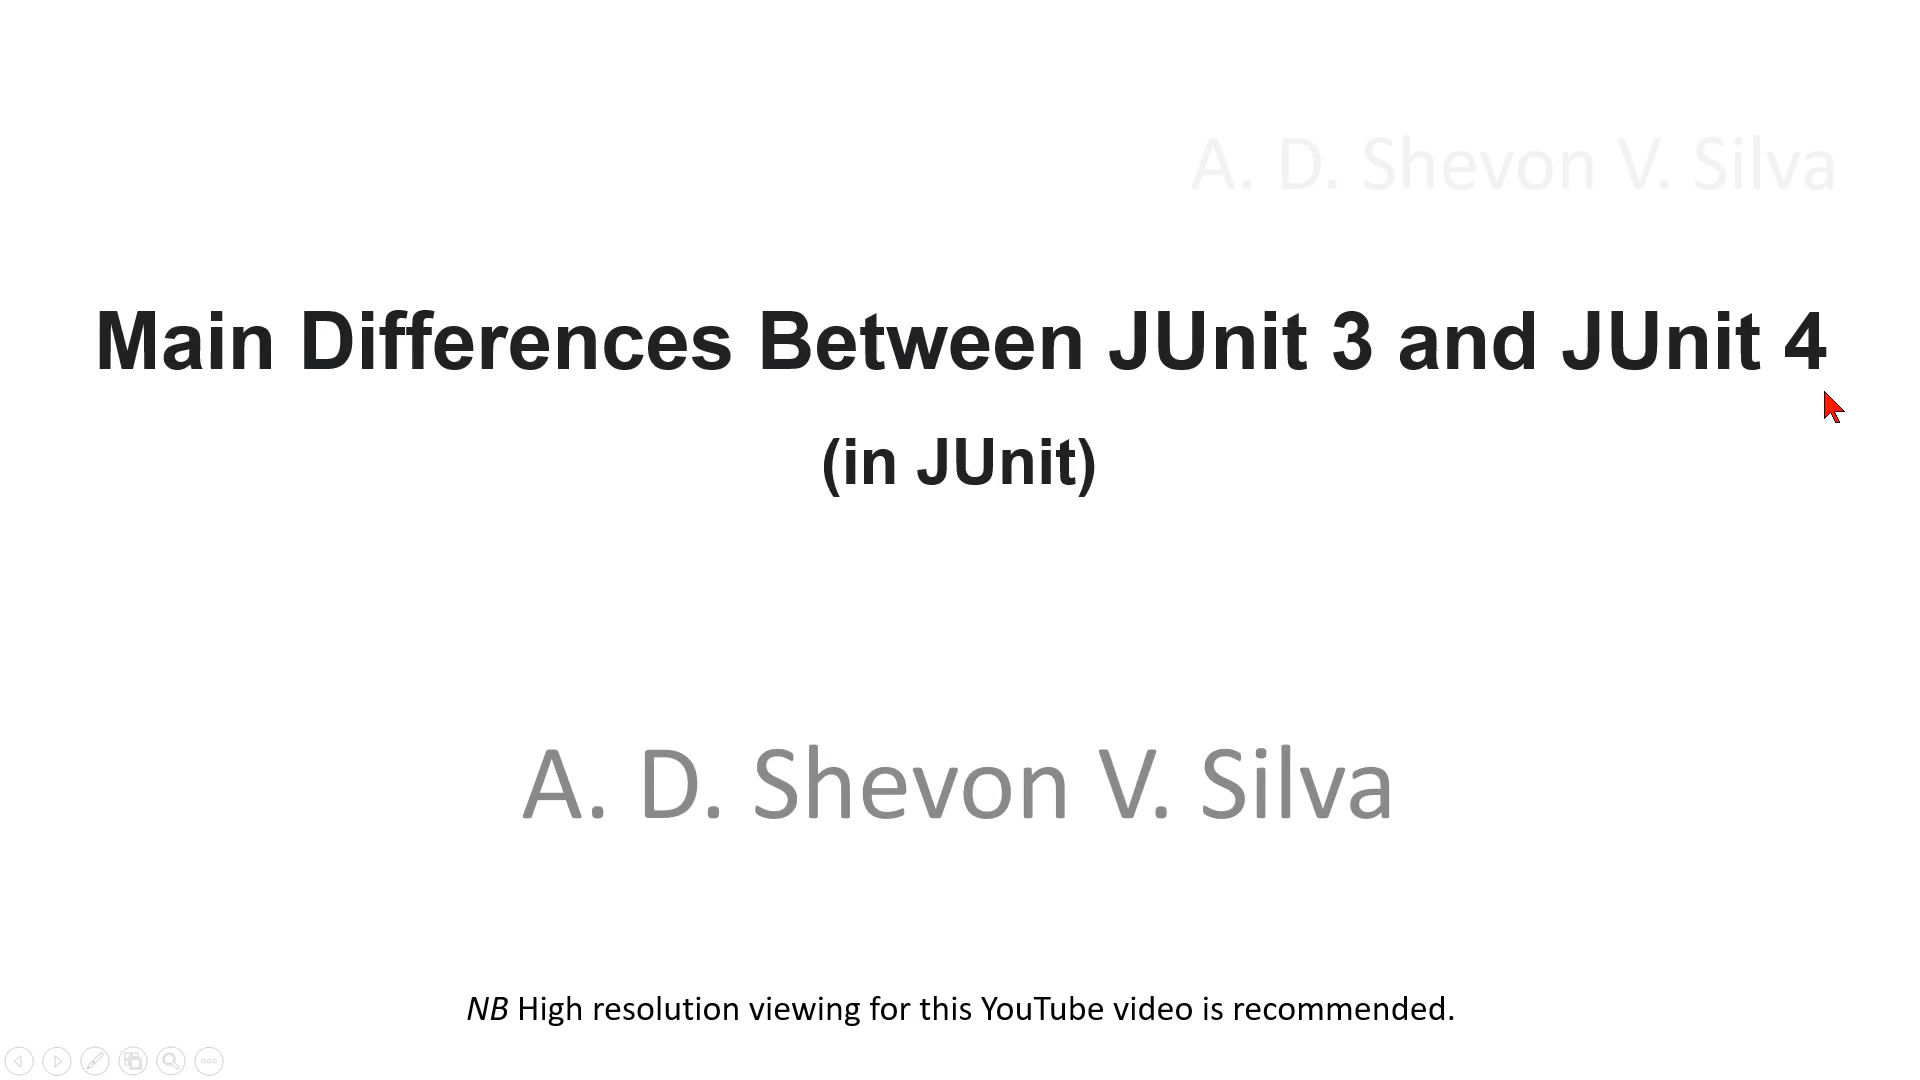 A. D. Shevon V. Silva
Main Differences Between JUnit 3 and JUnit 4
(in JUnit)
A. D. Shevon V. Silva
NB High resolution viewing for this YouTube video is recommended.